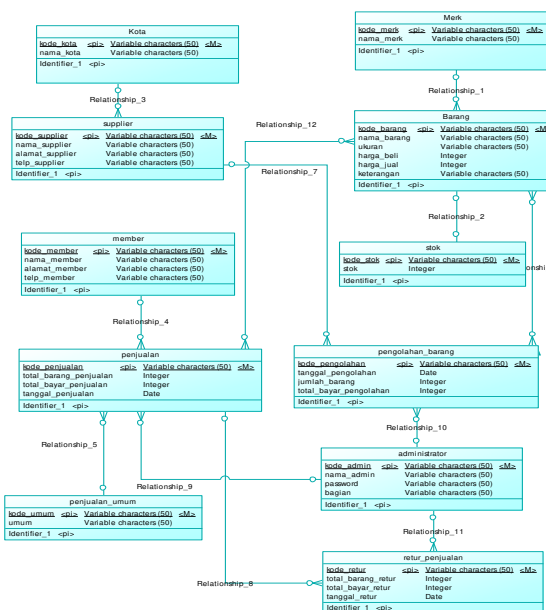 Kota
kode_kota <pi> Variable characters (50) <M>
nama_kota Variable characters (50)
Identifier_1 <pi>
Merk
kode_merk <pi> Variable characters (50) <M>
nama_merk Variable characters (50)
Identifier_1 <pi>
Relationship_3
Relationship_1
supplier
kode_supplier <pi> Variable characters (50) <M>
nama_supplier Variable characters (50)
alamat_supplier Variable characters (50)
telp_supplier Variable characters (50)
Identifier_1 <pi>
Relationship_12
Relationship_7
Barang
kode_barang <pi> Variable characters (50) <M>
nama_barang Variable characters (50)
ukuran Variable characters (50)
harga_beli Integer
harga_jual Integer
keterangan Variable characters (50)
Identifier_1 <pi>
Relationship_2
member
kode_member <pi> Variable characters (50) <M>
nama_member Variable characters (50)
alamat_member Variable characters (50)
telp_member Variable characters (50)
Identifier_1 <pi>
stok
kode_stok <pi> Variable characters (50) <M>
stok Integer
Identifier_1 <pi>
Relationship_4
penjualan
kode_penjualan <pi> Variable characters (50) <M>
total_barang_penjualan Integer
total_bayar_penjualan Integer
tanggal_penjualan Date
Identifier_1 <pi>
pengolahan_barang
kode_pengolahan <pi> Variable characters (50) <M>
tanggal_pengolahan Date
jumlah_barang Integer
total_bayar_pengolahan Integer
Identifier_1 <pi>
Relationship_10
Relationship_5
Relationship_9
administrator
kode_admin <pi> Variable characters (50) <M>
nama_admin Variable characters (50)
password Variable characters (50)
bagian Variable characters (50)
Identifier_1 <pi>
penjualan_umum
kode_umum <pi> Variable characters (50) <M>
umum Variable characters (50)
Identifier_1 <pi>
Relationship_11
Relationship_8
retur_penjualan
kode_retur <pi> Variable characters (50) <M>
total_barang_retur Integer
total_bayar_retur Integer
tanggal_retur Date
Identifier_1 <pi>